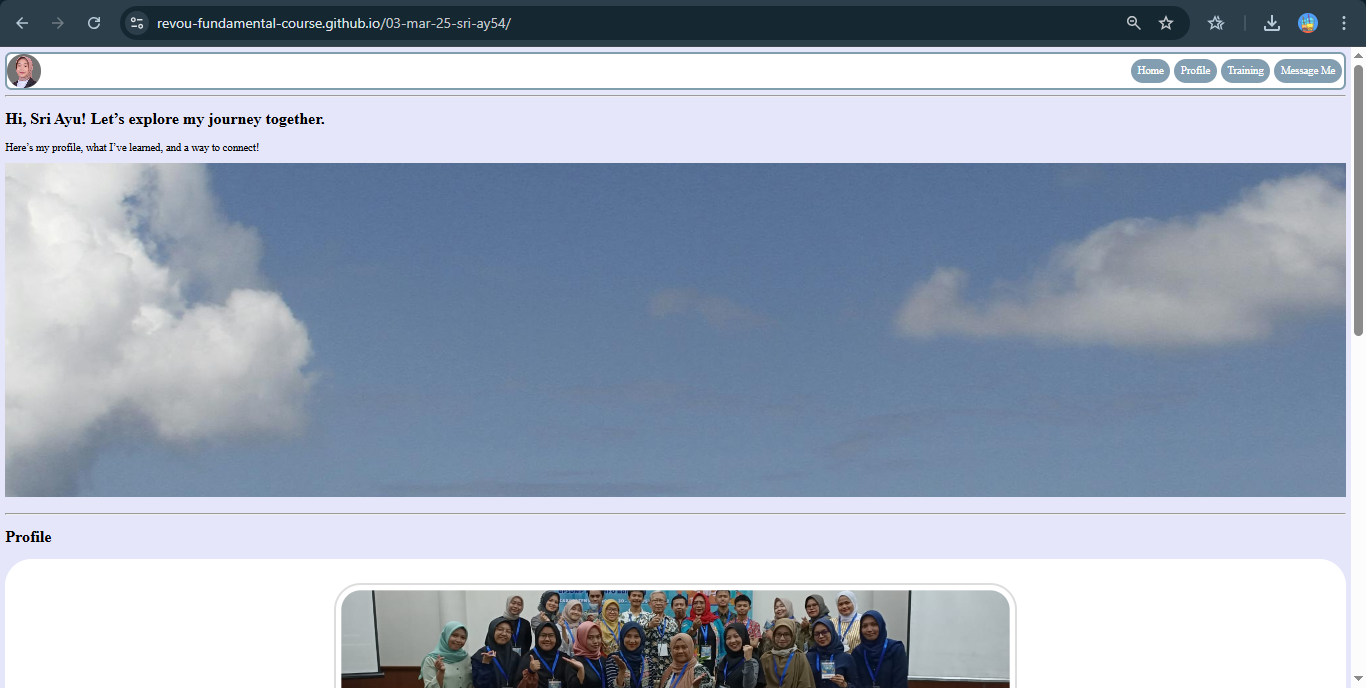 revou-fundamental-course.github.io/03-mar-25-sri-ay54/
Home Profile Training Message Me
Hi, Sri Ayu! Let’s explore my journey together.
Here’s my profile, what I’ve learned, and a way to connect!
Profile